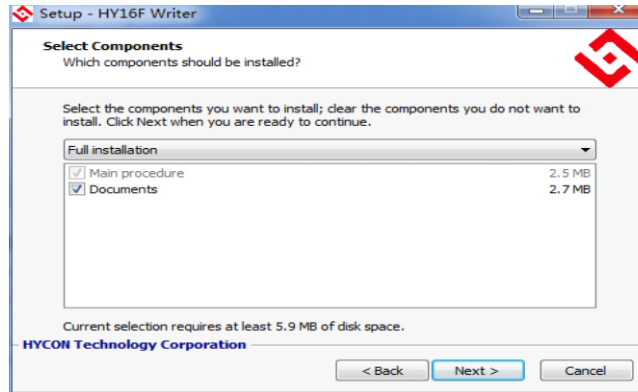 Setup - HY16F Writer
Select Components
Which components should be installed?
Select the components you want to install; clear the components you do not want to
install. Click Next when you are ready to continue.
Full installation
Main procedure 2.5 MB
Documents 2.7 MB
Current selection requires at least 5.9 MB of disk space.
HYCON Technology Corporation
< Back Next > Cancel